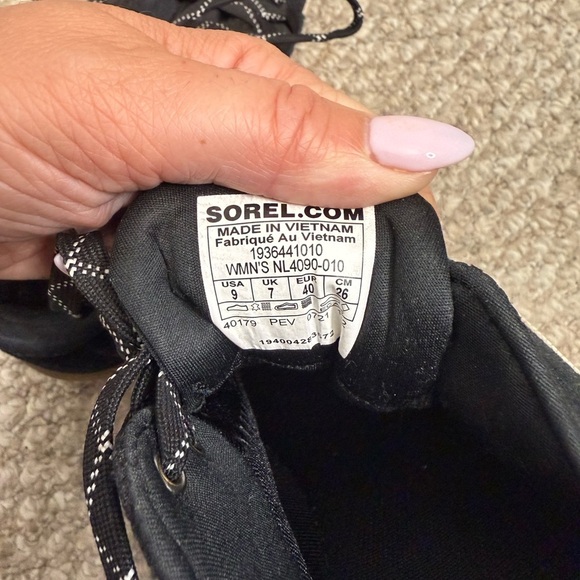 SOREL.COM
MADE IN VIETNAM
Fabriqué Au Vietnam
1936441010
WMN'S NL4090-010
USA UK EUR CM
9 7 40 26
40179 PEV